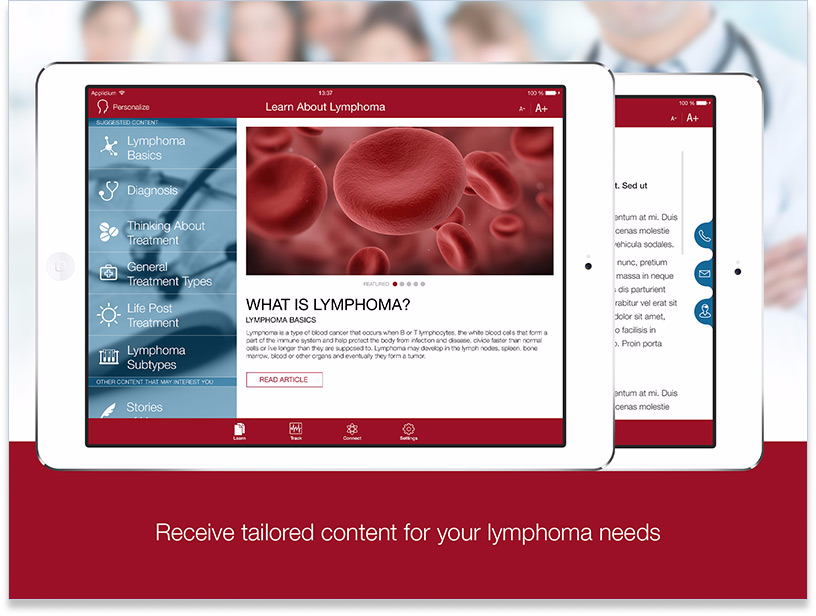 Applidium
13:37
100 %
Personalize
Learn About Lymphoma
A- A+
SUGGESTED CONTENT
Lymphoma
Basics
Diagnosis
Thinking About
Treatment
General
Treatment Types
Life Post
Treatment
Lymphoma
Subtypes
OTHER CONTENT THAT MAY INTEREST YOU
Stories
FEATURED
WHAT IS LYMPHOMA?
LYMPHOMA BASICS
Lymphoma is a type of blood cancer that occurs when B or T lymphocytes, the white blood cells that form a
part of the immune system and help protect the body from infection and disease, divide faster than normal
cells or live longer than they are supposed to. Lymphoma may develop in the lymph nodes, spleen, bone
marrow, blood or other organs and eventually they form a tumor.
READ ARTICLE
Learn
Track
Connect
Settings
100 %
A- A+
t. Sed ut
entum at mi. Duis
cenas molestie
vehicula sodales.
nunc, pretium
massa in neque
dis parturient
rabitur vel erat sit
dolor sit amet,
o facilisis in
. Proin porta
entum at mi. Duis
cenas molestie
Receive tailored content for your lymphoma needs